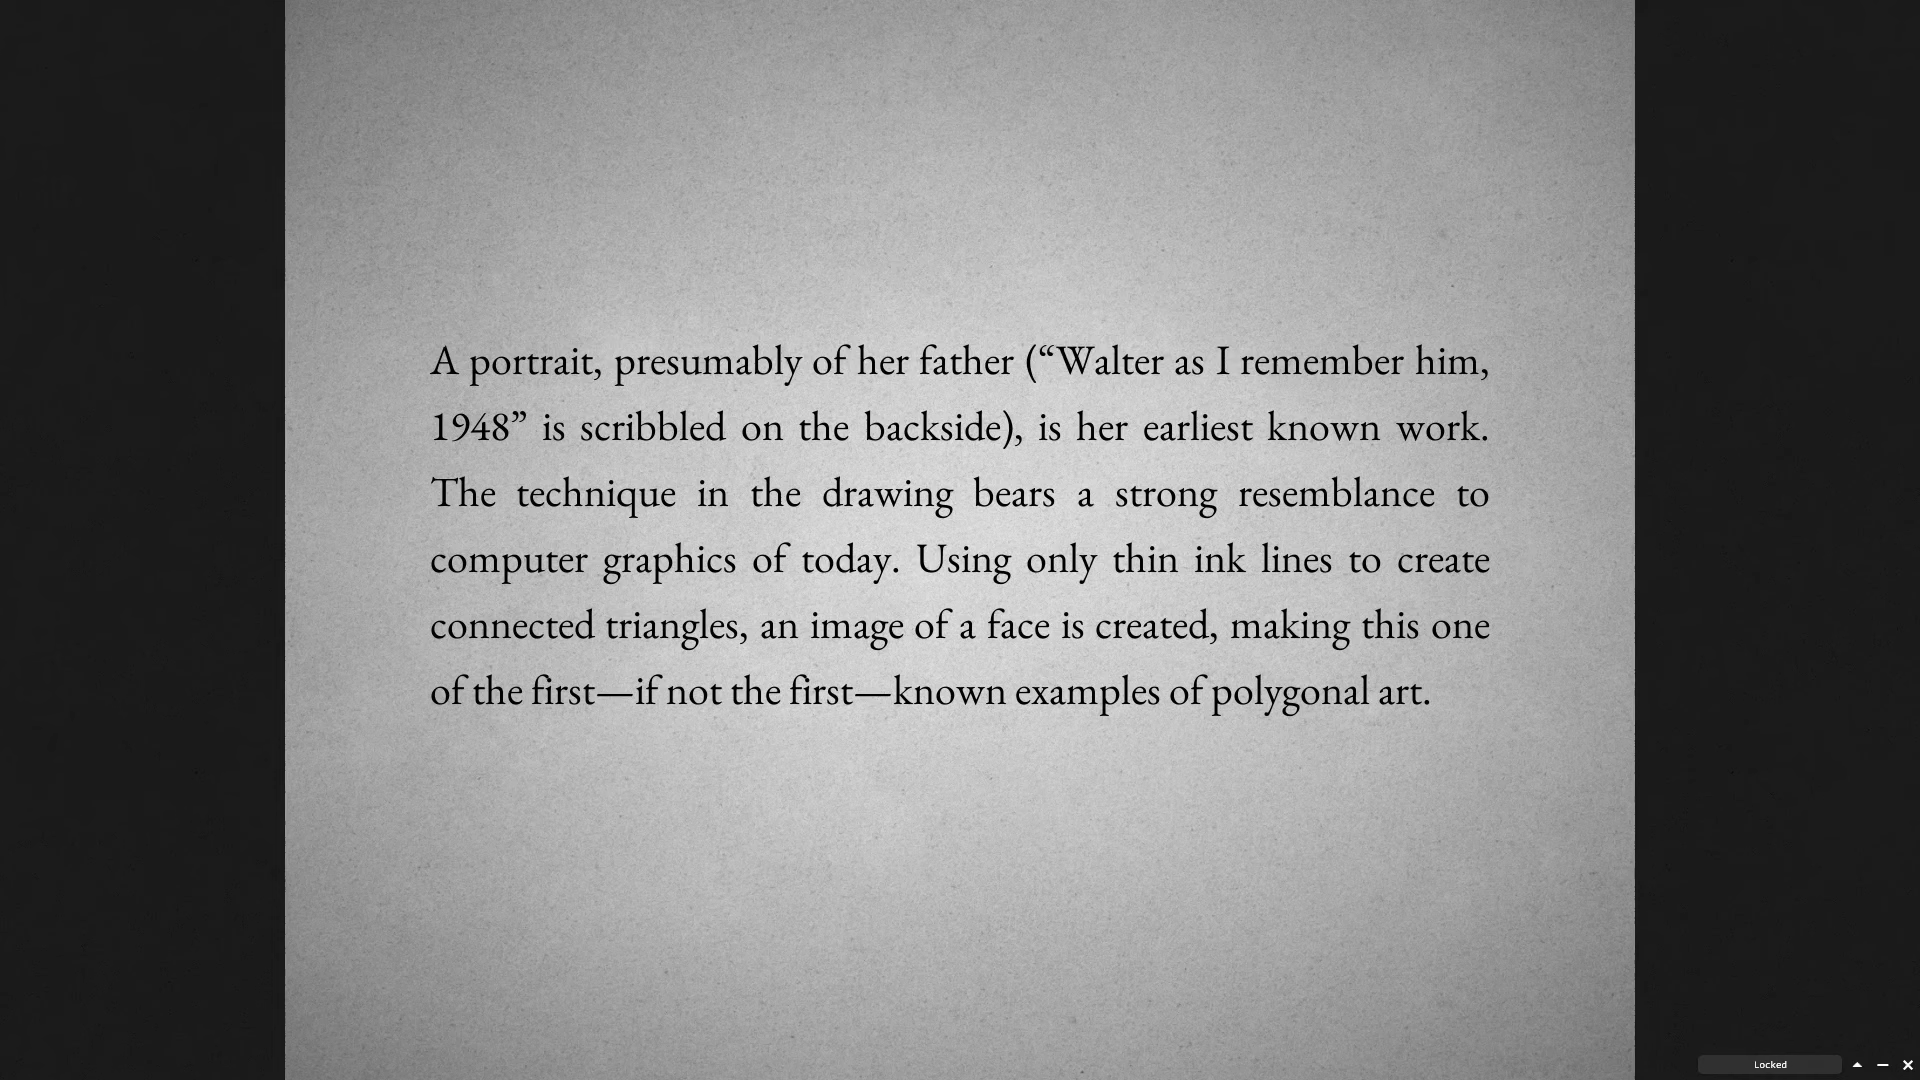 A portrait, presumably of her father (“Walter as I remember him,
1948” is scribbled on the backside), is her earliest known work.
The technique in the drawing bears a strong resemblance to
computer graphics of today. Using only thin ink lines to create
connected triangles, an image of a face is created, making this one
of the first—if not the first—known examples of polygonal art.
Locked